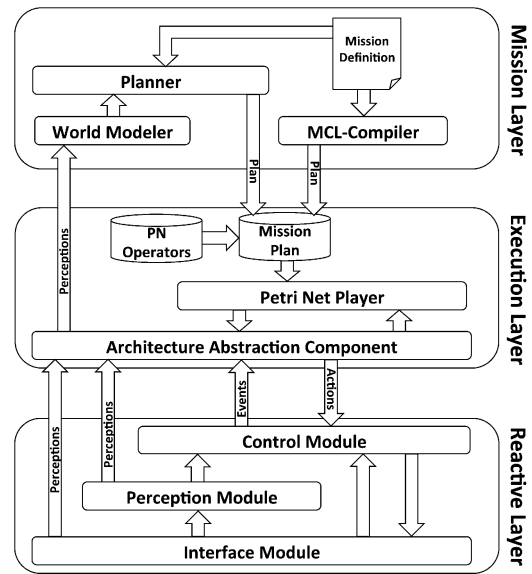 Mission
Definition
Planner
World Modeler
MCL-Compiler
Mission Layer
Plan
Plan
Perceptions
PN
Operators
Mission
Plan
Petri Net Player
Architecture Abstraction Component
Execution Layer
Perceptions
Perceptions
Events
Actions
Control Module
Perception Module
Interface Module
Reactive Layer